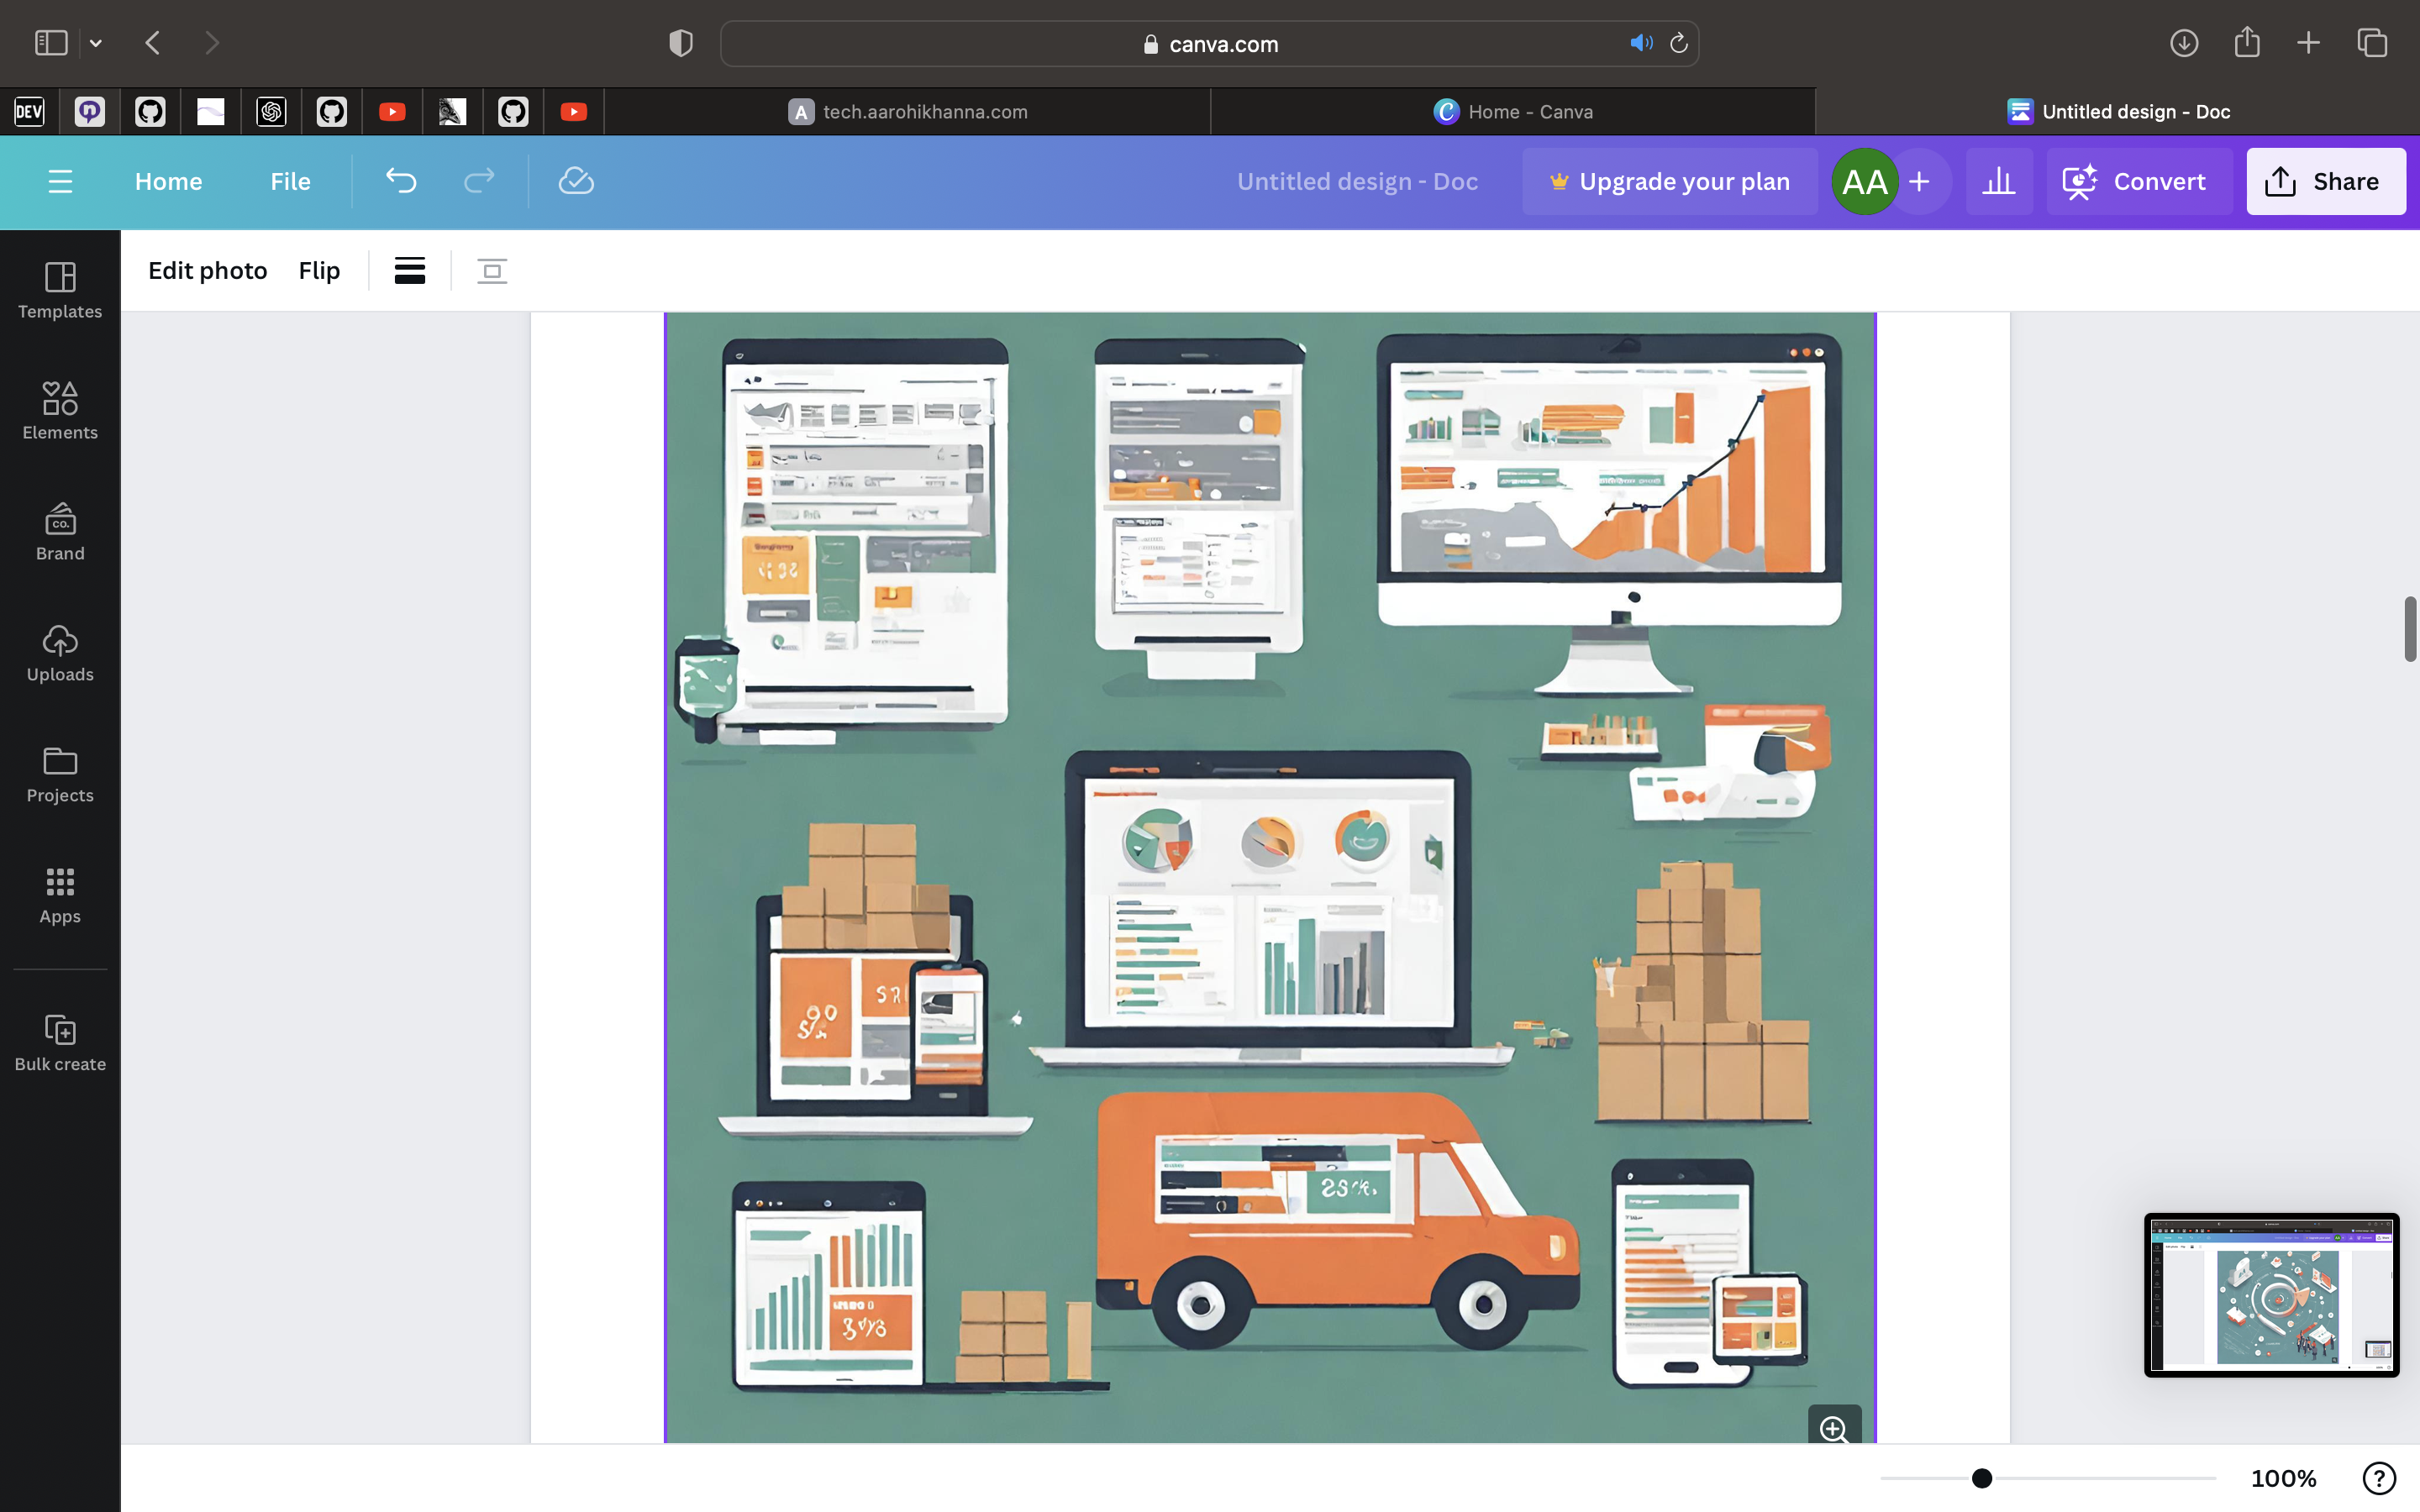 canva.com
DEV
A tech.aarohikhanna.com
C Home - Canva
Untitled design - Doc
Home
File
Untitled design - Doc
Upgrade your plan
AA
Convert
Share
Edit photo
Flip
Templates
Elements
CO.
Brand
Uploads
Projects
Apps
Bulk create
100%
?